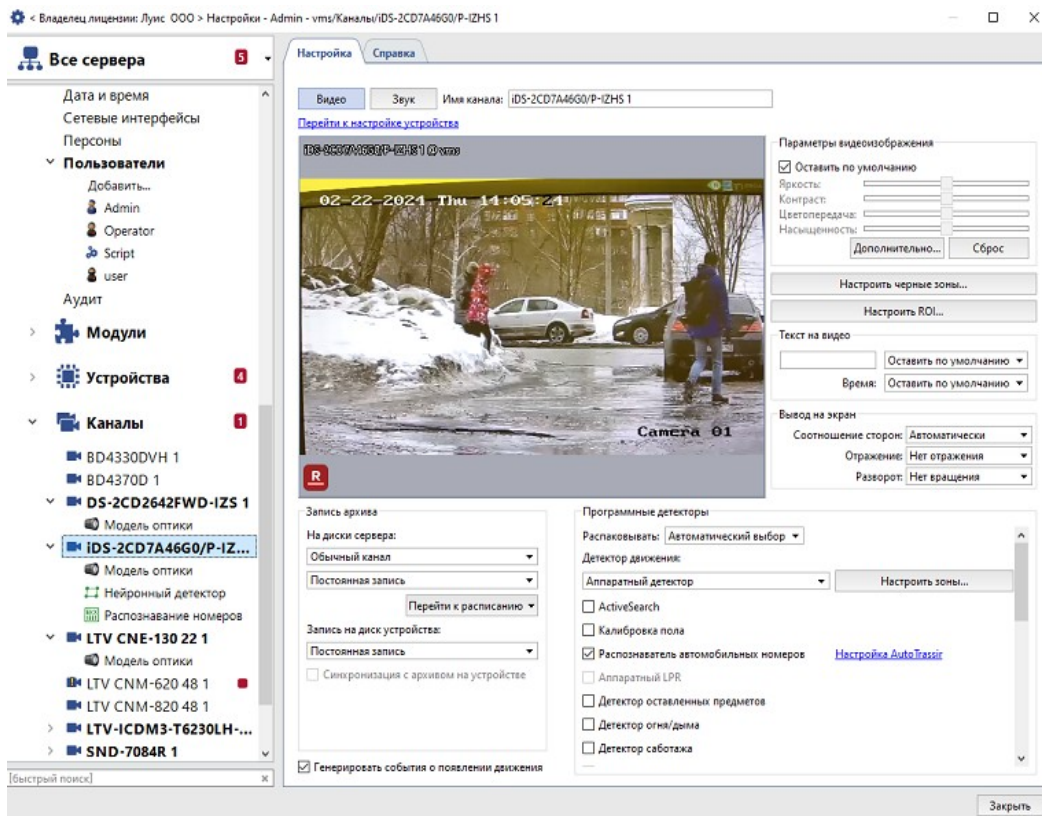 < Владелец лицензии: Луис ООО > Настройки - Admin - vms/Каналы/iDS-2CD7A46G0/P-IZHS 1
Все сервера
5
Дата и время
Сетевые интерфейсы
Персоны
Пользователи
Добавить...
Admin
Operator
Script
user
Аудит
Модули
Устройства
4
Каналы
1
BD4330DVH 1
BD4370D 1
DS-2CD2642FWD-IZS 1
Модель оптики
iDS-2CD7A46G0/P-IZ...
Модель оптики
Нейронный детектор
Распознавание номеров
LTV CNE-130 22 1
Модель оптики
LTV CNM-620 48 1
LTV CNM-820 48 1
LTV-ICDM3-T6230LH-...
SND-7084R 1
[быстрый поиск]
Настройка
Справка
Видео
Звук
Имя канала: iDS-2CD7A46G0/P-IZHS 1
Перейти к настройке устройства
iDS-2CD7A46G0/P-IZHS 1 @ vms
02-22-2024 Thu 14:05:24
Camera 01
R
Параметры видеоизображения
Оставить по умолчанию
Яркость:
Контраст:
Цветопередача:
Насыщенность:
Дополнительно...
Сброс
Настроить черные зоны...
Настроить ROI...
Текст на видео
Оставить по умолчанию
Время: Оставить по умолчанию
Вывод на экран
Соотношение сторон: Автоматически
Отражение: Нет отражения
Разворот: Нет вращения
Запись архива
На диски сервера:
Обычный канал
Постоянная запись
Перейти к расписанию
Запись на диск устройства:
Постоянная запись
Синхронизация с архивом на устройстве
Генерировать события о появлении движения
Программные детекторы
Распаковывать: Автоматический выбор
Детектор движения:
Аппаратный детектор
Настроить зоны...
ActiveSearch
Калибровка пола
Распознаватель автомобильных номеров
Настройка AutoTrassir
Аппаратный LPR
Детектор оставленных предметов
Детектор огня/дыма
Детектор саботажа
Закрыть